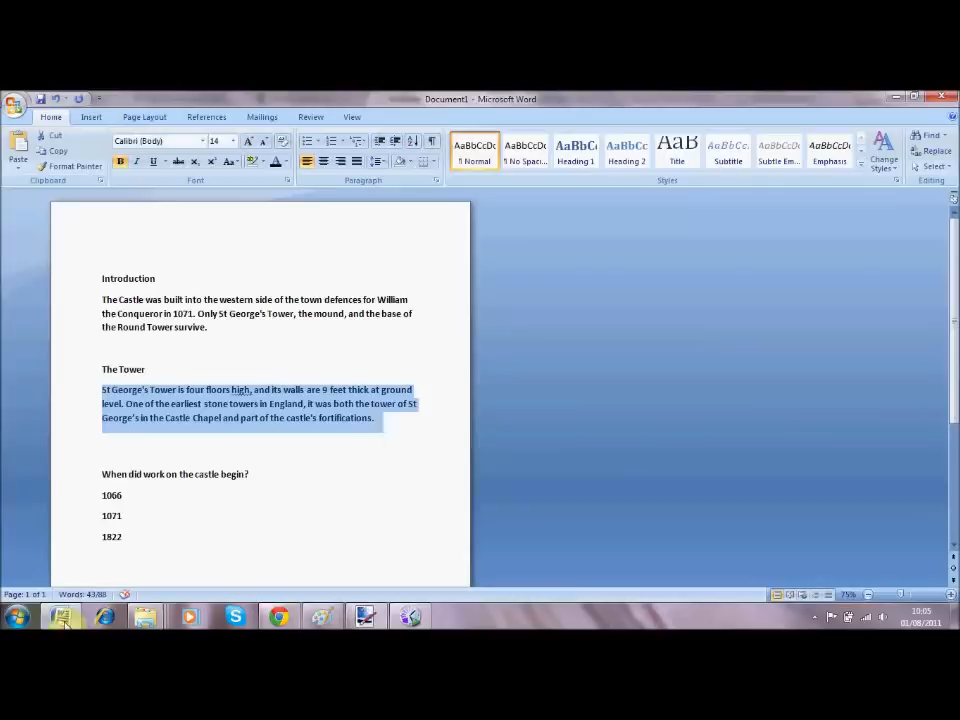 Document1 - Microsoft Word
Home Insert Page Layout References Mailings Review View
Paste
Cut
Copy
Format Painter
Clipboard
Calibri (Body) 14
B I U abc x₂ x² Aa
Font
Paragraph
AaBbCcDc AaBbCcDc AaBbC AaBbCc AaB AaBbCc. AaBbCcDc AaBbCcDc
¶ Normal ¶ No Spaci... Heading 1 Heading 2 Title Subtitle Subtle Em... Emphasis
Change
Styles
Styles
Find
Replace
Select
Editing
Introduction
The Castle was built into the western side of the town defences for William
the Conqueror in 1071. Only St George's Tower, the mound, and the base of
the Round Tower survive.
The Tower
St George's Tower is four floors high, and its walls are 9 feet thick at ground
level. One of the earliest stone towers in England, it was both the tower of St
George's in the Castle Chapel and part of the castle's fortifications.
When did work on the castle begin?
1066
1071
1822
Page: 1 of 1 Words: 43/88 75%
10:05
01/08/2011